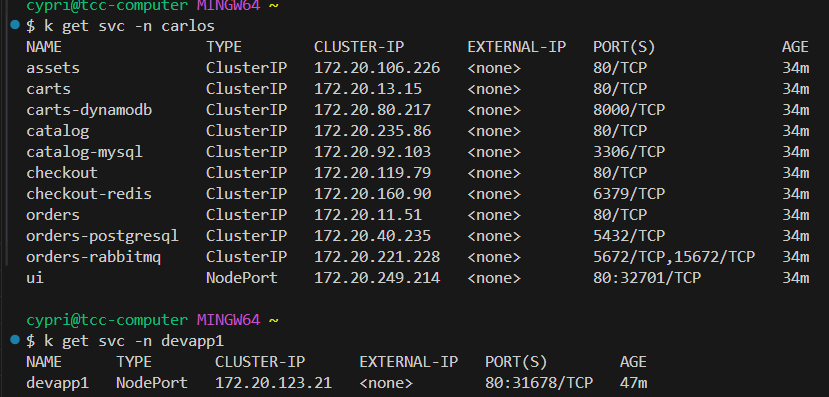 cypri@tcc-computer MINGW64 ~
$ k get svc -n carlos
NAME TYPE CLUSTER-IP EXTERNAL-IP PORT(S) AGE
assets ClusterIP 172.20.106.226 <none> 80/TCP 34m
carts ClusterIP 172.20.13.15 <none> 80/TCP 34m
carts-dynamodb ClusterIP 172.20.80.217 <none> 8000/TCP 34m
catalog ClusterIP 172.20.235.86 <none> 80/TCP 34m
catalog-mysql ClusterIP 172.20.92.103 <none> 3306/TCP 34m
checkout ClusterIP 172.20.119.79 <none> 80/TCP 34m
checkout-redis ClusterIP 172.20.160.90 <none> 6379/TCP 34m
orders ClusterIP 172.20.11.51 <none> 80/TCP 34m
orders-postgresql ClusterIP 172.20.40.235 <none> 5432/TCP 34m
orders-rabbitmq ClusterIP 172.20.221.228 <none> 5672/TCP,15672/TCP 34m
ui NodePort 172.20.249.214 <none> 80:32701/TCP 34m
cypri@tcc-computer MINGW64 ~
$ k get svc -n devapp1
NAME TYPE CLUSTER-IP EXTERNAL-IP PORT(S) AGE
devapp1 NodePort 172.20.123.21 <none> 80:31678/TCP 47m